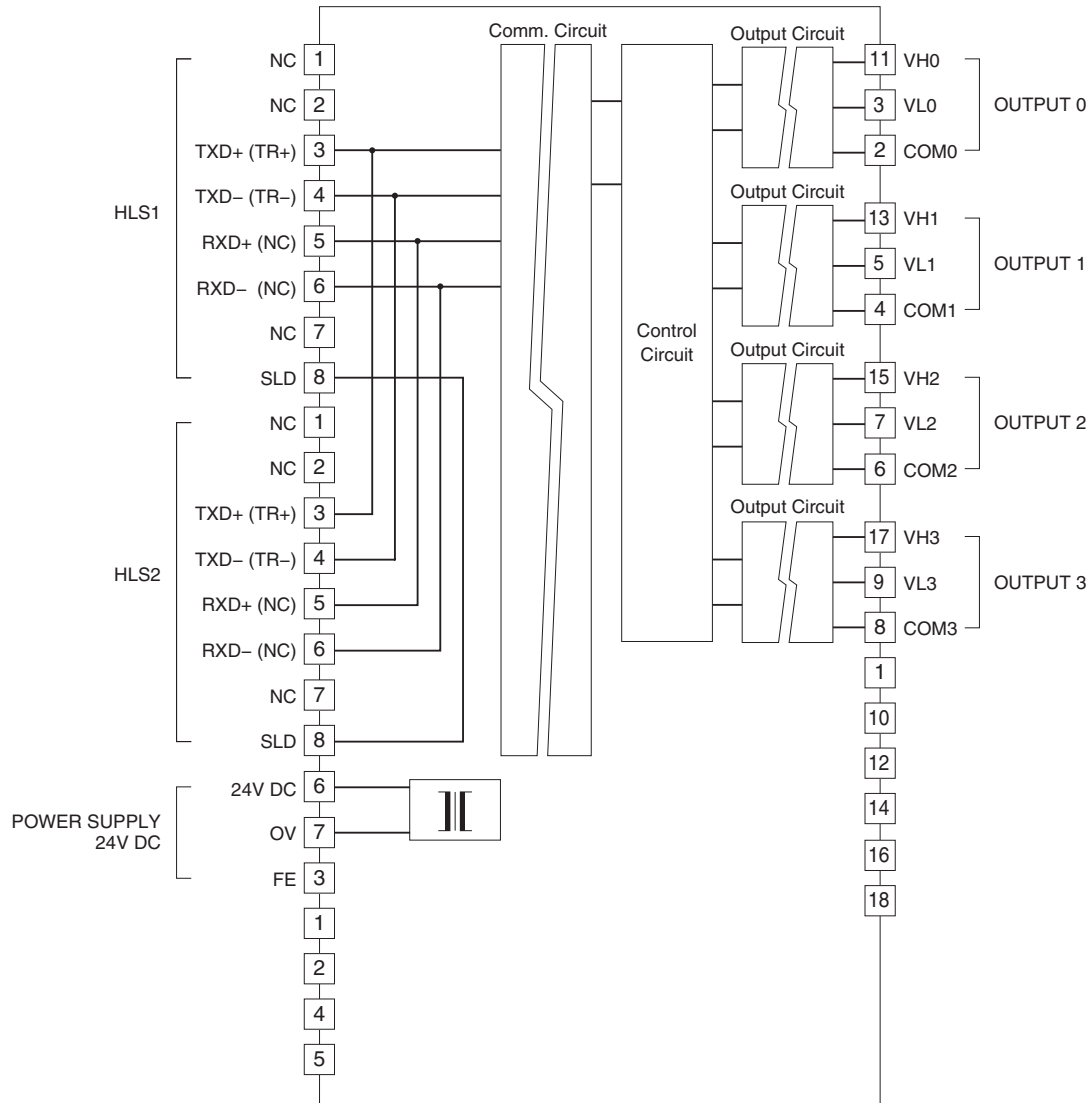 Comm. Circuit
Output Circuit
NC 1
NC 2
TXD+ (TR+) 3
TXD− (TR−) 4
RXD+ (NC) 5
RXD− (NC) 6
NC 7
SLD 8
HLS1
NC 1
NC 2
TXD+ (TR+) 3
TXD− (TR−) 4
RXD+ (NC) 5
RXD− (NC) 6
NC 7
SLD 8
HLS2
24V DC 6
OV 7
FE 3
POWER SUPPLY
24V DC
1
2
4
5
Control
Circuit
11 VH0
3 VL0
2 COM0
OUTPUT 0
Output Circuit
13 VH1
5 VL1
4 COM1
OUTPUT 1
Output Circuit
15 VH2
7 VL2
6 COM2
OUTPUT 2
Output Circuit
17 VH3
9 VL3
8 COM3
OUTPUT 3
1
10
12
14
16
18